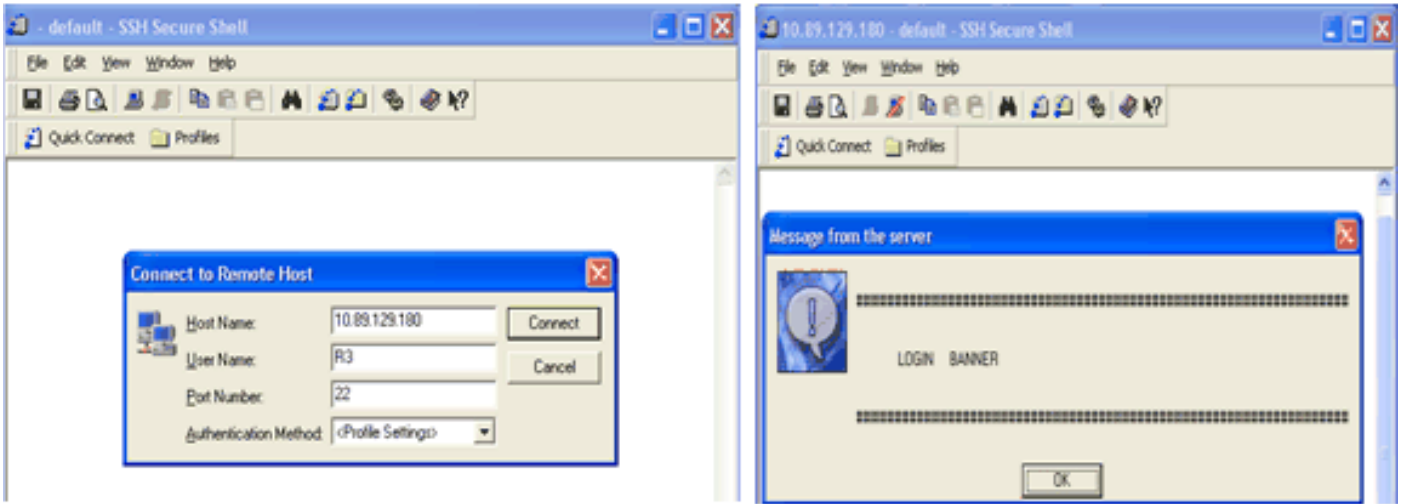 - default - SSH Secure Shell
File Edit View Window Help
Quick Connect Profiles
Connect to Remote Host
Host Name: 10.89.129.180 Connect
User Name: R3 Cancel
Port Number: 22
Authentication Method: <Profile Settings>
10.89.129.180 - default - SSH Secure Shell
File Edit View Window Help
Quick Connect Profiles
Message from the server
LOGIN BANNER
OK